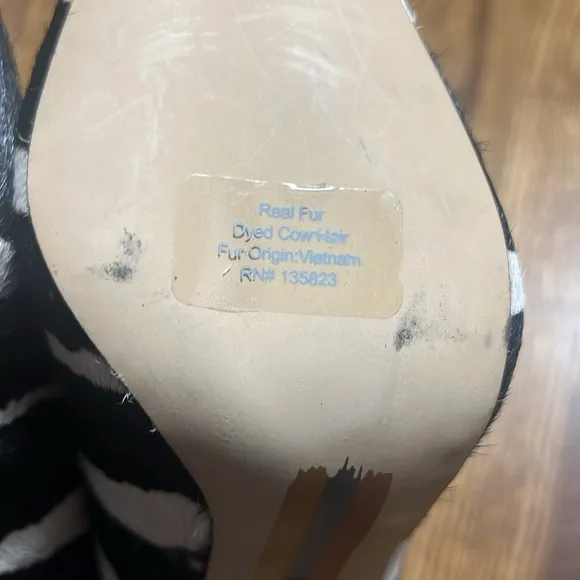 Real Fur
Dyed Cow Hair
Fur Origin:Vietnam
RN# 135823